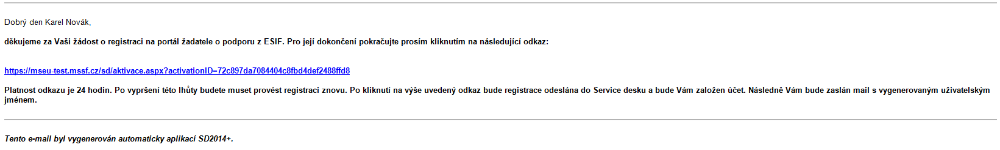 Dobrý den Karel Novák,
děkujeme za Vaši žádost o registraci na portál žadatele o podporu z ESIF. Pro její dokončení pokračujte prosím kliknutím na následující odkaz:
https://mseu-test.mssf.cz/sd/aktivace.aspx?activationID=72c897da7084404c8fbd4def2488ffd8
Platnost odkazu je 24 hodin. Po vypršení této lhůty budete muset provést registraci znovu. Po kliknutí na výše uvedený odkaz bude registrace odeslána do Service desku a bude Vám založen účet. Následně Vám bude zaslán mail s vygenerovaným uživatelským
jménem.
Tento e-mail byl vygenerován automaticky aplikací SD2014+.